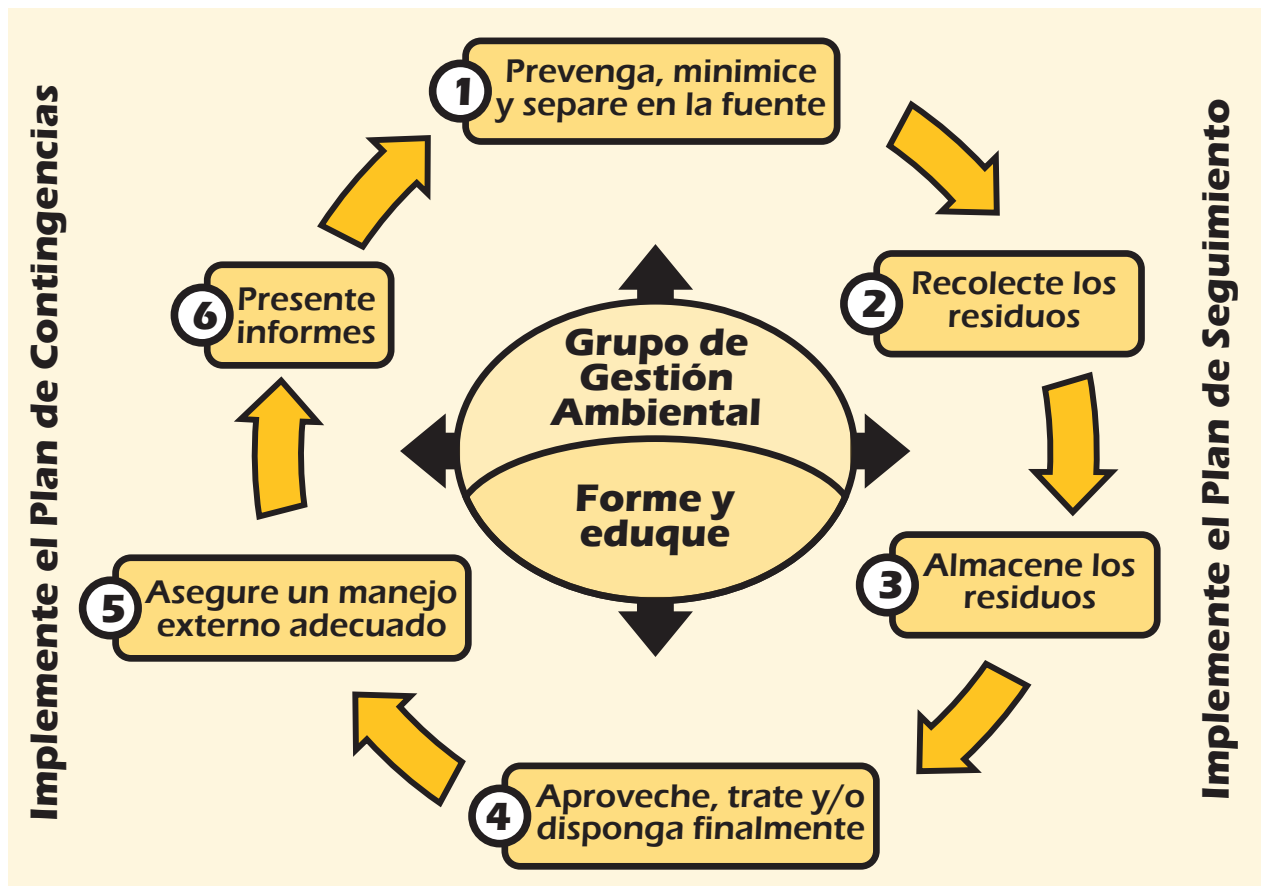 Implemente el Plan de Contingencias
1
Prevenga, minimice
y separe en la fuente
2
Recolecte los
residuos
3
Almacene los
residuos
4
Aproveche, trate y/o
disponga finalmente
5
Asegure un manejo
externo adecuado
6
Presente
informes
Grupo de
Gestión
Ambiental
Forme y
eduque
Implemente el Plan de Seguimiento